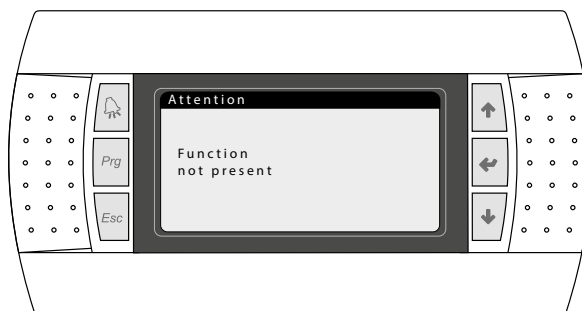 Attention
Function
not present
Prg
Esc